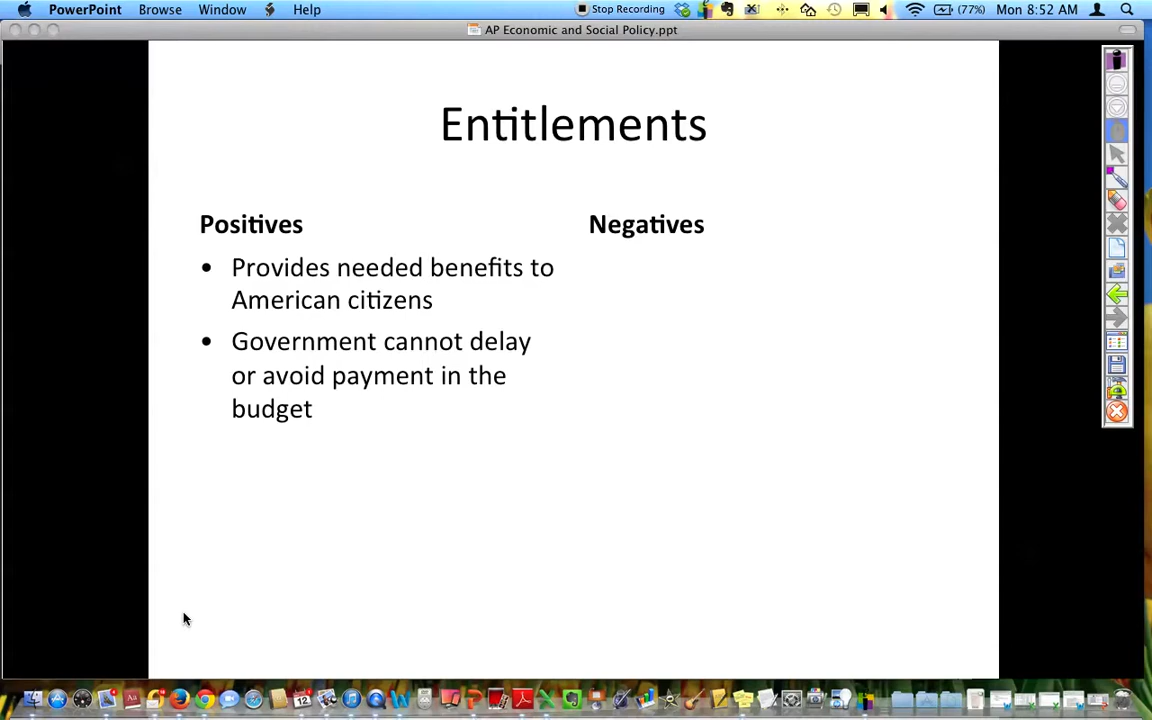 PowerPoint Browse Window Help Stop Recording (77%) Mon 8:52 AM
AP Economic and Social Policy.ppt
Entitlements
Positives
• Provides needed benefits to
American citizens
• Government cannot delay
or avoid payment in the
budget
Negatives